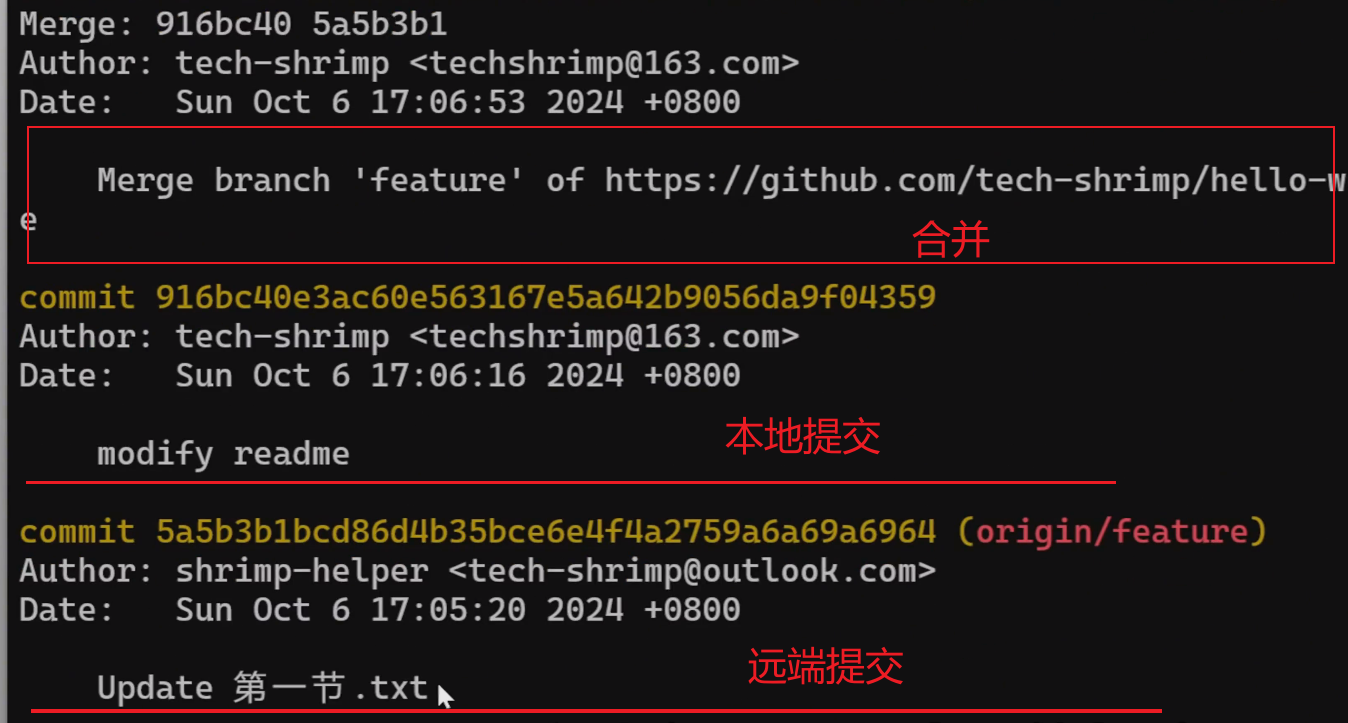 Merge: 916bc40 5a5b3b1
Author: tech-shrimp <techshrimp@163.com>
Date:   Sun Oct 6 17:06:53 2024 +0800
Merge branch 'feature' of https://github.com/tech-shrimp/hello-w
e
合并
commit 916bc40e3ac60e563167e5a642b9056da9f04359
Author: tech-shrimp <techshrimp@163.com>
Date:   Sun Oct 6 17:06:16 2024 +0800
本地提交
modify readme
commit 5a5b3b1bcd86d4b35bce6e4f4a2759a6a69a6964 (origin/feature)
Author: shrimp-helper <tech-shrimp@outlook.com>
Date:   Sun Oct 6 17:05:20 2024 +0800
远端提交
Update 第一节.txt